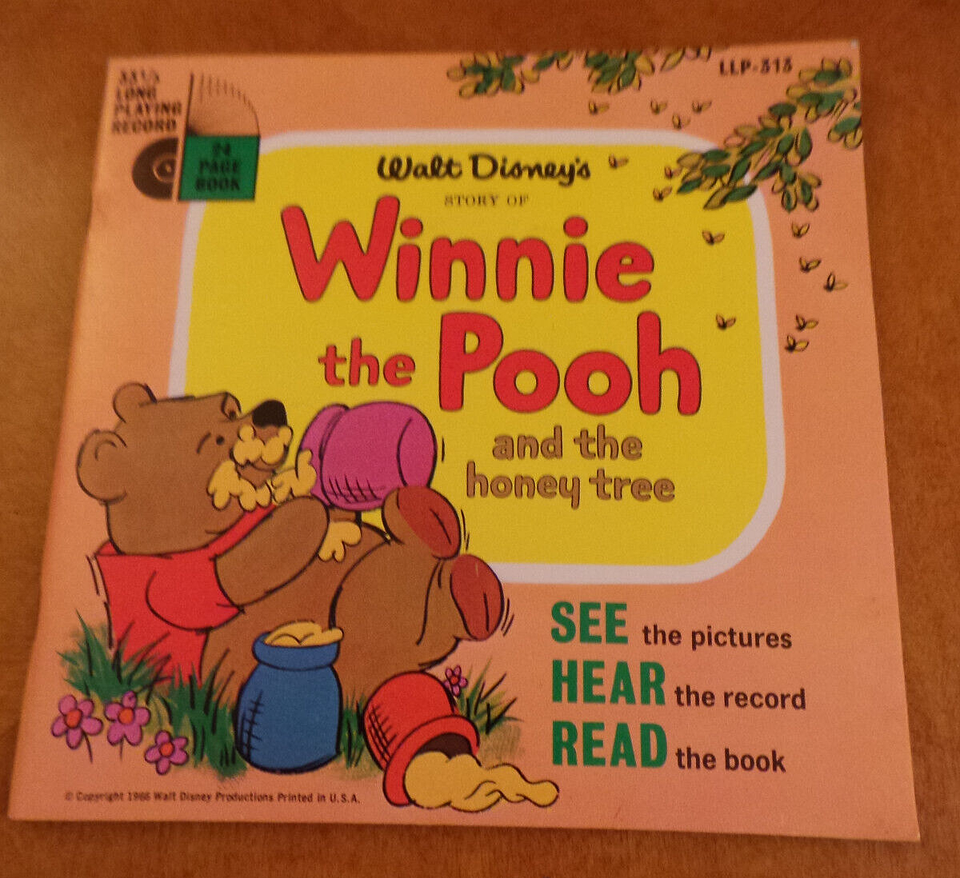 33⅓
LONG
PLAYING
RECORD
24
PAGE
BOOK
LLP-313
Walt Disney's
STORY OF
Winnie
the Pooh
and the
honey tree
SEE the pictures
HEAR the record
READ the book
© Copyright 1966 Walt Disney Productions Printed in U.S.A.